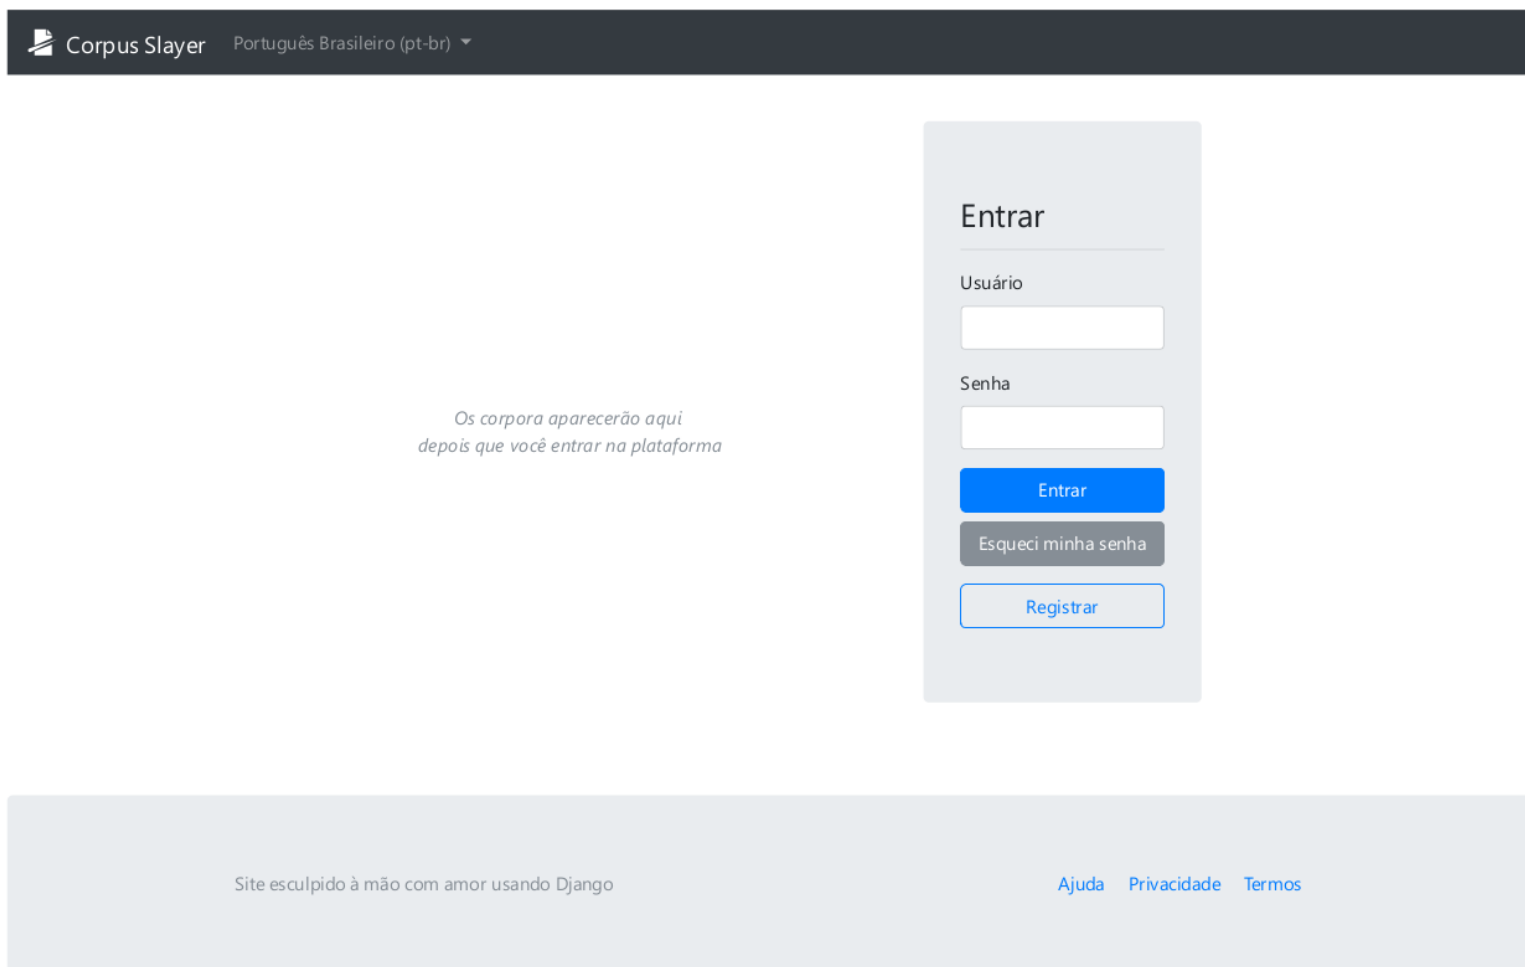 Corpus Slayer Português Brasileiro (pt-br)
Entrar
Usuário
Senha
Os corpora aparecerão aqui
depois que você entrar na plataforma
Entrar
Esqueci minha senha
Registrar
Site esculpido à mão com amor usando Django
Ajuda Privacidade Termos